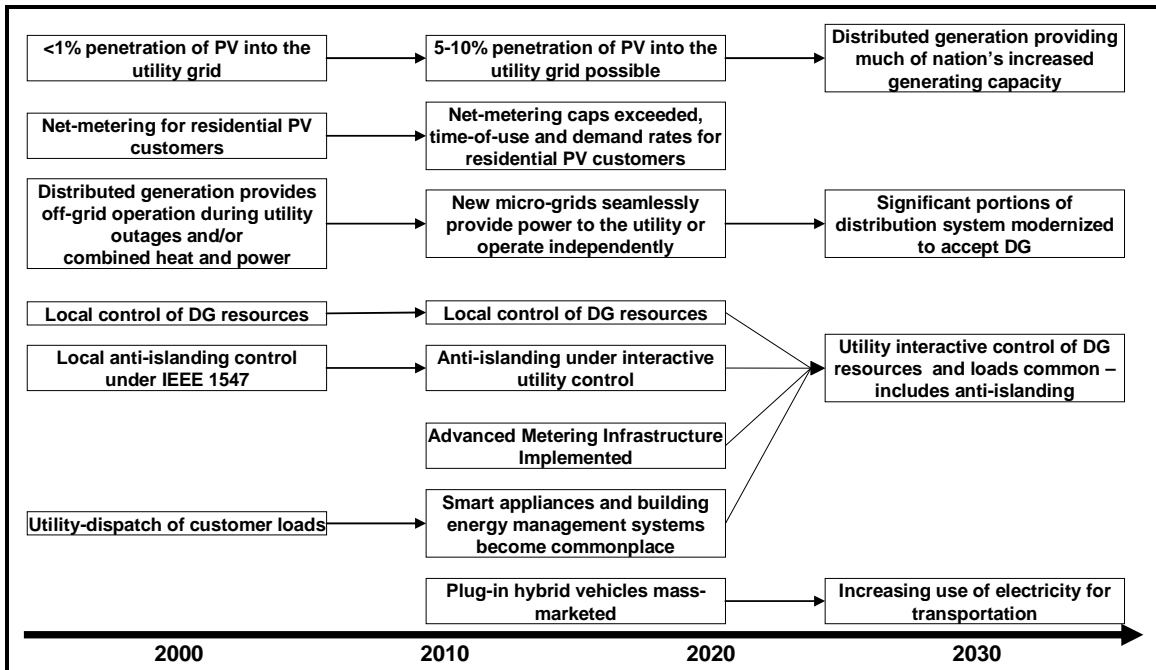 <1% penetration of PV into the
utility grid
5-10% penetration of PV into the
utility grid possible
Distributed generation providing
much of nation’s increased
generating capacity
Net-metering for residential PV
customers
Net-metering caps exceeded,
time-of-use and demand rates for
residential PV customers
Distributed generation provides
off-grid operation during utility
outages and/or
combined heat and power
New micro-grids seamlessly
provide power to the utility or
operate independently
Significant portions of
distribution system modernized
to accept DG
Local control of DG resources
Local control of DG resources
Local anti-islanding control
under IEEE 1547
Anti-islanding under interactive
utility control
Utility interactive control of DG
resources and loads common –
includes anti-islanding
Advanced Metering Infrastructure
Implemented
Utility-dispatch of customer loads
Smart appliances and building
energy management systems
become commonplace
Plug-in hybrid vehicles mass-
marketed
Increasing use of electricity for
transportation
2000 2010 2020 2030